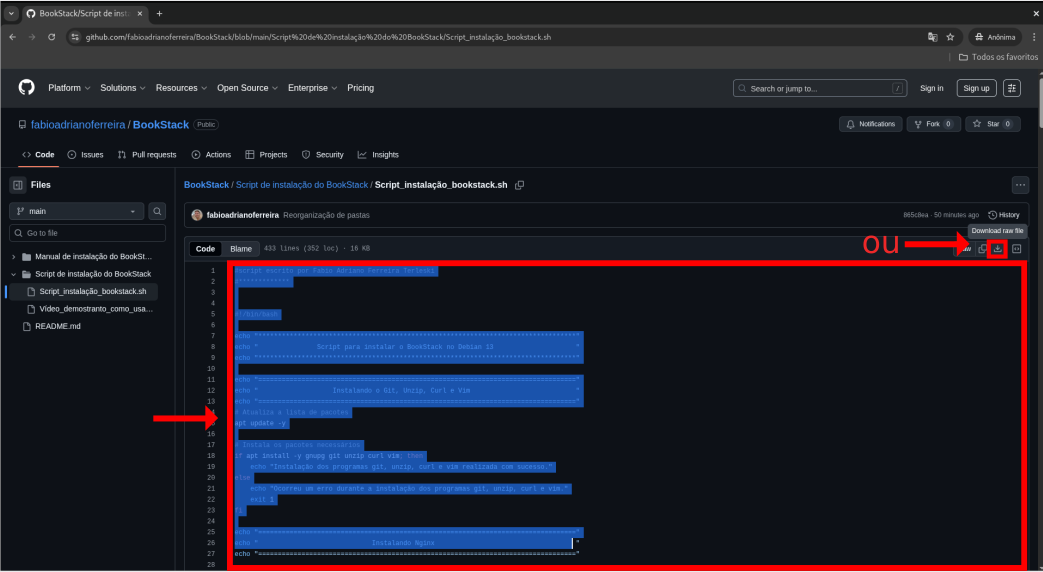 BookStack/Script de inst
github.com/fabioadrianoferreira/BookStack/blob/main/Script%20de%20instalação%20do%20BookStack/Script_instalação_bookstack.sh
Anônima
Todos os favoritos
Platform
Solutions
Resources
Open Source
Enterprise
Pricing
Search or jump to...
/
Sign in
Sign up
fabioadrianoferreira / BookStack
Public
Notifications
Fork 0
Star 0
Code
Issues
Pull requests
Actions
Projects
Security
Insights
Files
main
Go to file
Manual de instalação do BookSt...
Script de instalação do BookStack
Script_instalação_bookstack.sh
Vídeo_demostranto_como_usa...
README.md
BookStack / Script de instalação do BookStack / Script_instalação_bookstack.sh
fabioadrianoferreira Reorganização de pastas
865c8ea · 50 minutes ago
History
Download raw file
ou
Code
Blame
433 lines (352 loc) · 16 KB
1 #Script escrito por Fabio Adriano Ferreira Terleski
2
3
4
5 #!/Bin/bash
6
7 echo "**********************************************************************************"
8 echo " Script para instalar o BookStack no Debian 13 "
9 echo "**********************************************************************************"
10
11 echo "=================================================================================="
12 echo " Instalando o Git, Unzip, Curl e Vim "
13 echo "=================================================================================="
14 # Atualiza a lista de pacotes
15 apt update -y
16
17 # Instala os pacotes necessários
18 if apt install -y gnupg git unzip curl vim; then
19 echo "Instalação dos programas git, unzip, curl e vim realizada com sucesso."
20 else
21 echo "Ocorreu um erro durante a instalação dos programas git, unzip, curl e vim."
22 exit 1
23 fi
24
25 echo "=================================================================================="
26 echo " Instalando Nginx "
27 echo "=================================================================================="
28